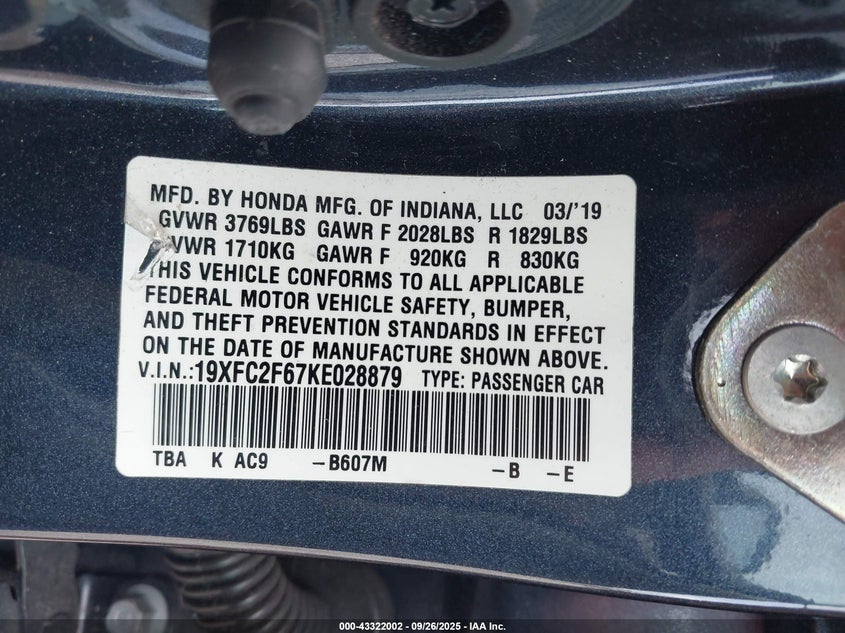 MFD. BY HONDA MFG. OF INDIANA, LLC 03/'19
GVWR 3769LBS GAWR F 2028LBS R 1829LBS
VWR 1710KG GAWR F 920KG R 830KG
THIS VEHICLE CONFORMS TO ALL APPLICABLE
FEDERAL MOTOR VEHICLE SAFETY, BUMPER,
AND THEFT PREVENTION STANDARDS IN EFFECT
ON THE DATE OF MANUFACTURE SHOWN ABOVE.
V.I.N.:19XFC2F67KE028879 TYPE: PASSENGER CAR
TBA K AC9 –B607M –B –E
000-43322002 - 09/26/2025 - IAA Inc.